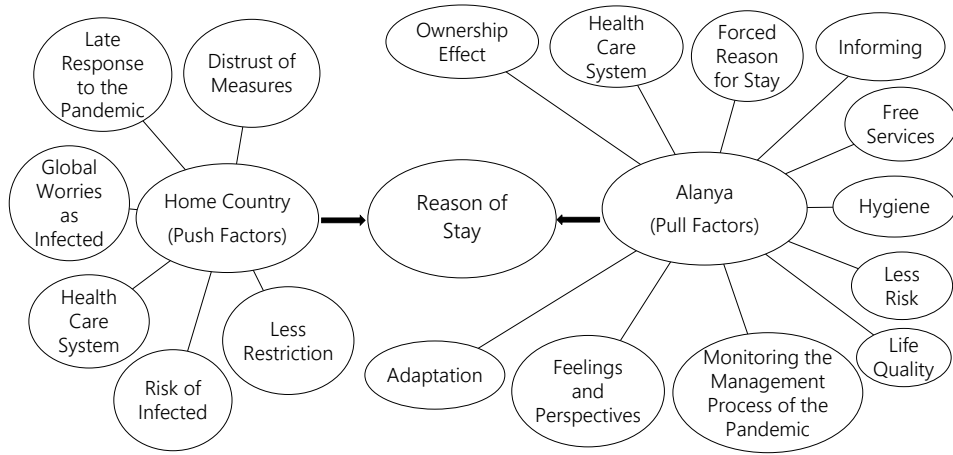 Late
Response
to the
Pandemic
Distrust of
Measures
Global
Worries as
Infected
Home Country
(Push Factors)
Health
Care
System
Risk of
Infected
Less
Restriction
Reason of
Stay
Ownership
Effect
Health
Care
System
Forced
Reason
for Stay
Informing
Free
Services
Alanya
(Pull Factors)
Hygiene
Less
Risk
Life
Quality
Monitoring the
Management
Process of the
Pandemic
Feelings
and
Perspectives
Adaptation